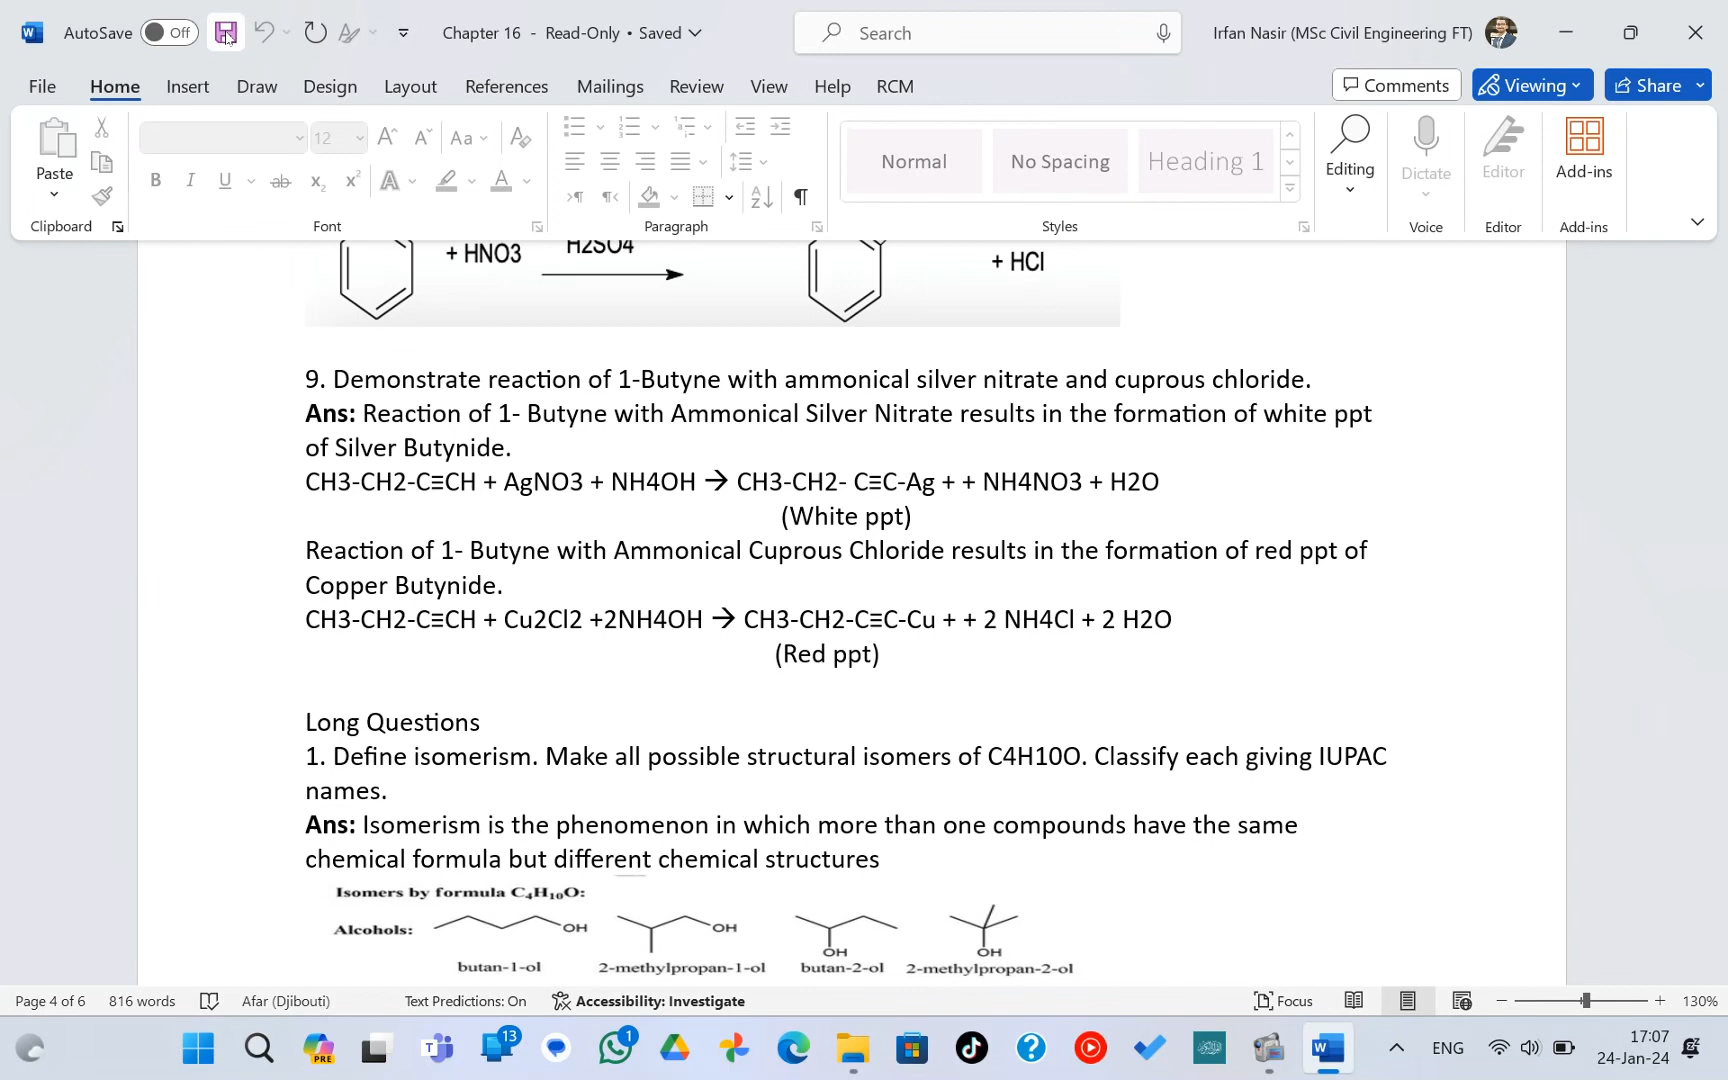 AutoSave Off Chapter 16 - Read-Only • Saved Search Irfan Nasir (MSc Civil Engineering FT)
File Home Insert Draw Design Layout References Mailings Review View Help RCM Comments Viewing Share
Paste 12 Aa Normal No Spacing Heading 1 Editing Dictate Editor Add-ins
Clipboard Font Paragraph Styles Voice Editor Add-ins
+ HNO3 H2SO4 + HCl
9. Demonstrate reaction of 1-Butyne with ammonical silver nitrate and cuprous chloride.
Ans: Reaction of 1- Butyne with Ammonical Silver Nitrate results in the formation of white ppt
of Silver Butynide.
CH3-CH2-C≡CH + AgNO3 + NH4OH → CH3-CH2- C≡C-Ag + + NH4NO3 + H2O
(White ppt)
Reaction of 1- Butyne with Ammonical Cuprous Chloride results in the formation of red ppt of
Copper Butynide.
CH3-CH2-C≡CH + Cu2Cl2 +2NH4OH → CH3-CH2-C≡C-Cu + + 2 NH4Cl + 2 H2O
(Red ppt)
Long Questions
1. Define isomerism. Make all possible structural isomers of C4H10O. Classify each giving IUPAC
names.
Ans: Isomerism is the phenomenon in which more than one compounds have the same
chemical formula but different chemical structures
Isomers by formula C₄H₁₀O:
Alcohols: OH OH OH OH
butan-1-ol 2-methylpropan-1-ol butan-2-ol 2-methylpropan-2-ol
Page 4 of 6 816 words Afar (Djibouti) Text Predictions: On Accessibility: Investigate Focus 130%
PRE 13 1 ENG 17:07
24-Jan-24